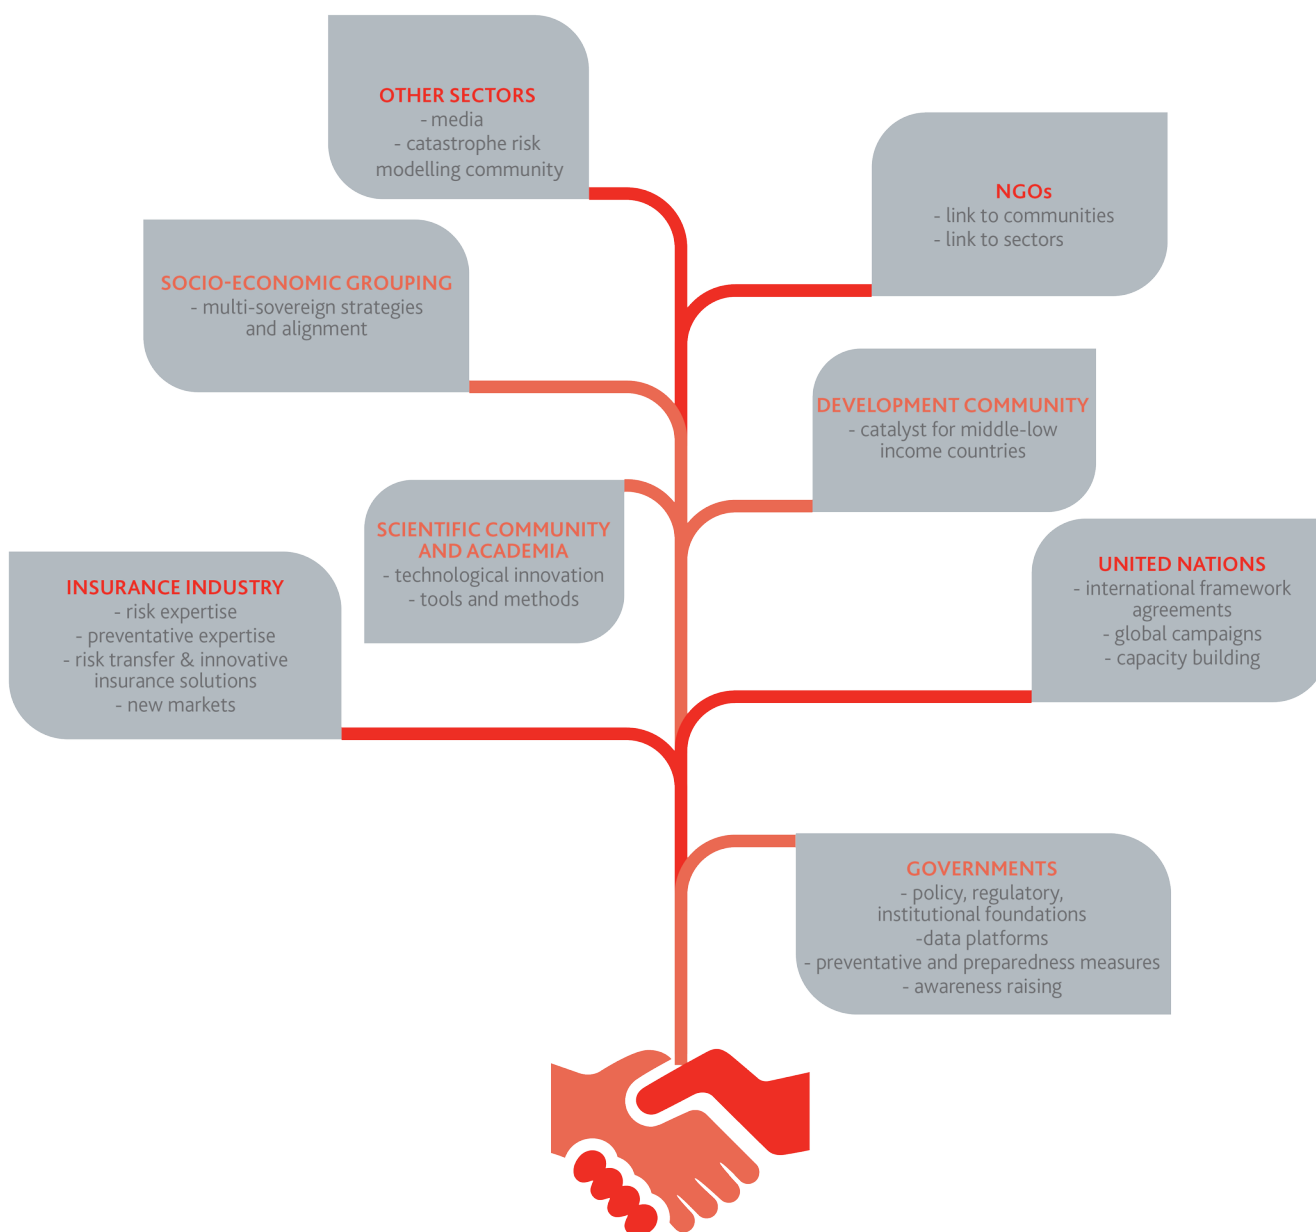 OTHER SECTORS
- media
- catastrophe risk
modelling community
NGOs
- link to communities
- link to sectors
SOCIO-ECONOMIC GROUPING
- multi-sovereign strategies
and alignment
DEVELOPMENT COMMUNITY
- catalyst for middle-low
income countries
SCIENTIFIC COMMUNITY
AND ACADEMIA
- technological innovation
- tools and methods
UNITED NATIONS
- international framework
agreements
- global campaigns
- capacity building
INSURANCE INDUSTRY
- risk expertise
- preventative expertise
- risk transfer & innovative
insurance solutions
- new markets
GOVERNMENTS
- policy, regulatory,
institutional foundations
-data platforms
- preventative and preparedness measures
- awareness raising